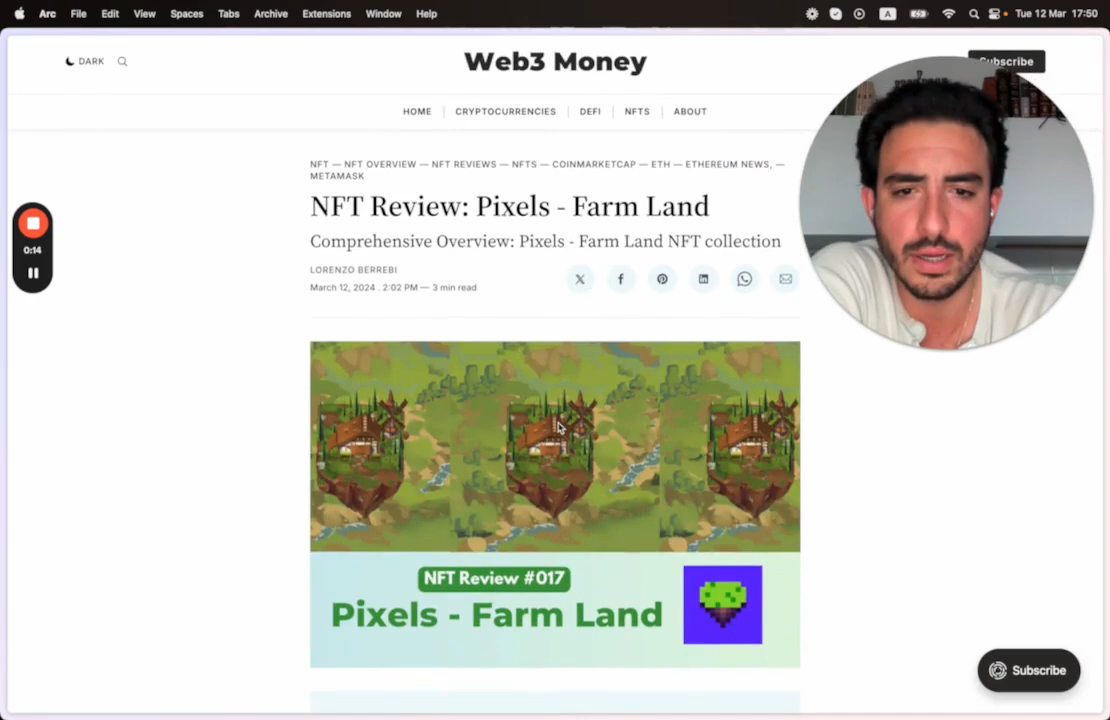 Arc File Edit View Spaces Tabs Archive Extensions Window Help A Tue 12 Mar 17:50
DARK
Web3 Money
Subscribe
HOME CRYPTOCURRENCIES DEFI NFTS ABOUT
NFT — NFT OVERVIEW — NFT REVIEWS — NFTS — COINMARKETCAP — ETH — ETHEREUM NEWS, —
METAMASK
NFT Review: Pixels - Farm Land
Comprehensive Overview: Pixels - Farm Land NFT collection
0:14
LORENZO BERREBI
March 12, 2024 . 2:02 PM — 3 min read
NFT Review #017
Pixels - Farm Land
Subscribe